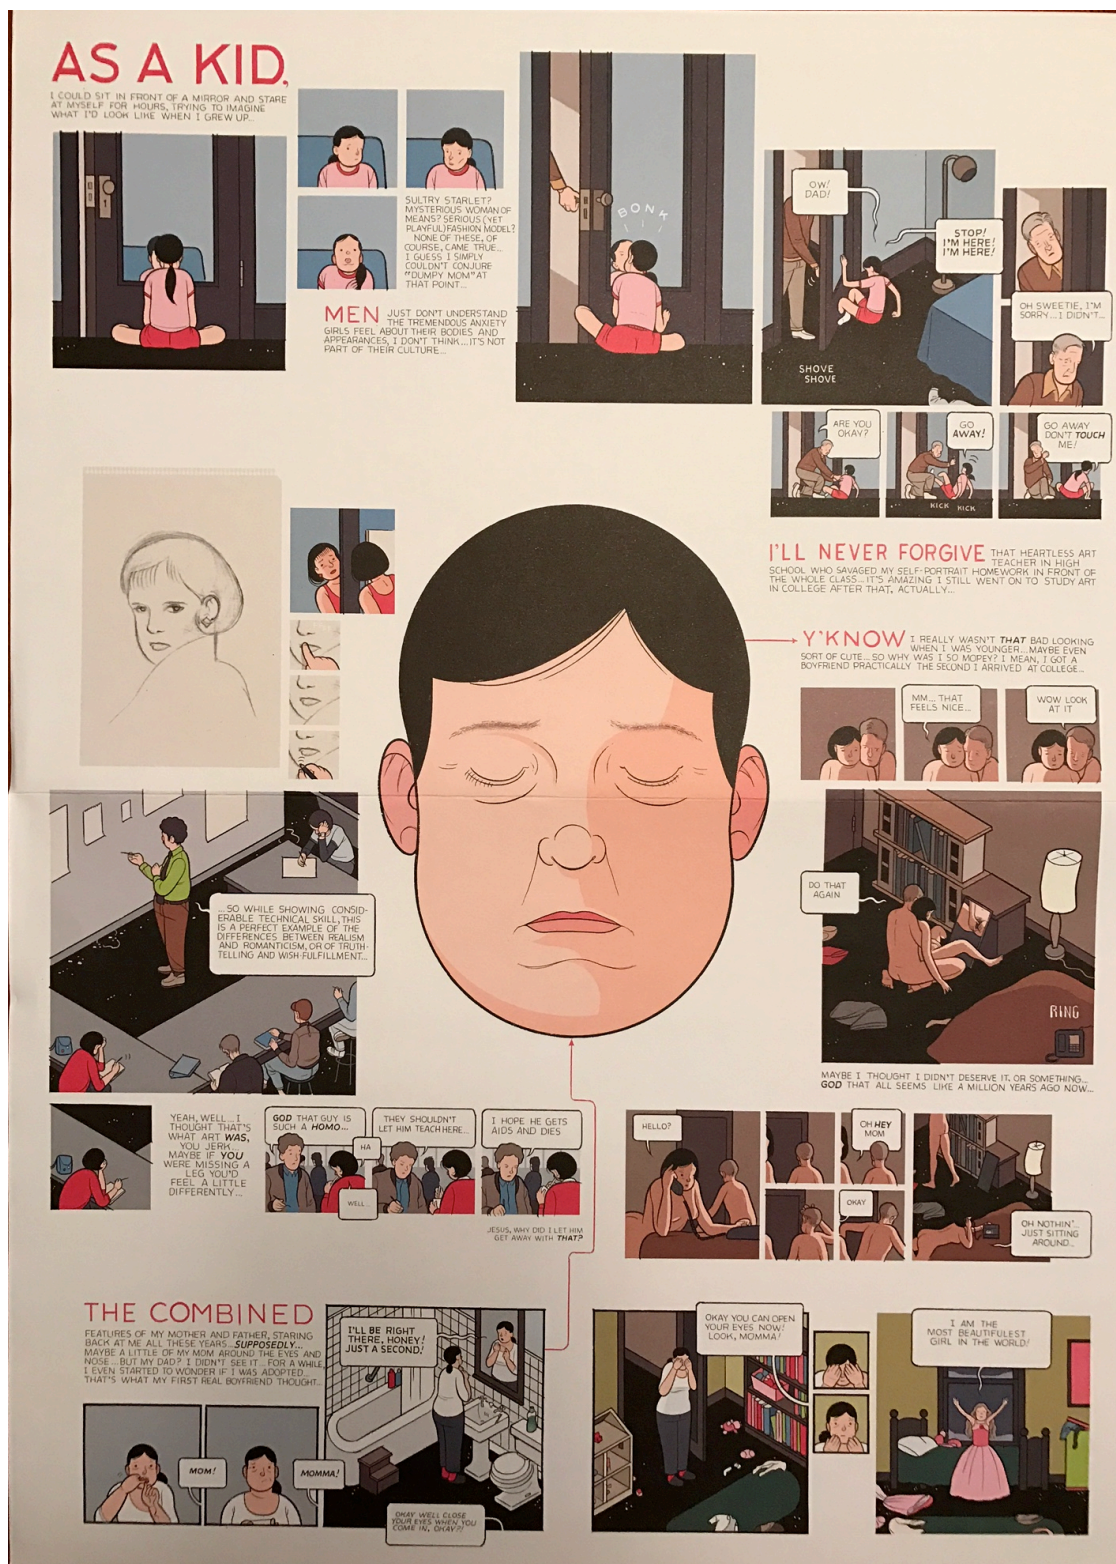 AS A KID,
I COULD SIT IN FRONT OF A MIRROR AND STARE
AT MYSELF FOR HOURS, TRYING TO IMAGINE
WHAT I'D LOOK LIKE WHEN I GREW UP...
SULTRY STARLET?
MYSTERIOUS WOMAN OF
MEANS? SERIOUS (YET
PLAYFUL) FASHION MODEL?
NONE OF THESE, OF
COURSE, CAME TRUE...
I GUESS I SIMPLY
COULDN'T CONJURE
"DUMPY MOM" AT
THAT POINT...
MEN JUST DON'T UNDERSTAND
THE TREMENDOUS ANXIETY
GIRLS FEEL ABOUT THEIR BODIES AND
APPEARANCES, I DON'T THINK... IT'S NOT
PART OF THEIR CULTURE...
BONK
OW!
DAD!
STOP!
I'M HERE!
I'M HERE!
SHOVE
SHOVE
OH SWEETIE, I'M
SORRY... I DIDN'T...
ARE YOU
OKAY?
GO
AWAY!
KICK KICK
GO AWAY
DON'T TOUCH
ME!
I'LL NEVER FORGIVE THAT HEARTLESS ART
TEACHER IN HIGH
SCHOOL WHO SAVAGED MY SELF-PORTRAIT HOMEWORK IN FRONT OF
THE WHOLE CLASS... IT'S AMAZING I STILL WENT ON TO STUDY ART
IN COLLEGE AFTER THAT, ACTUALLY...
...SO WHILE SHOWING CONSID-
ERABLE TECHNICAL SKILL, THIS
IS A PERFECT EXAMPLE OF THE
DIFFERENCES BETWEEN REALISM
AND ROMANTICISM, OR OF TRUTH-
TELLING AND WISH-FULFILLMENT...
YEAH, WELL... I
THOUGHT THAT'S
WHAT ART WAS,
YOU JERK...
MAYBE IF YOU
WERE MISSING A
LEG YOU'D
FEEL A LITTLE
DIFFERENTLY...
GOD THAT GUY IS
SUCH A HOMO...
HA
WELL...
THEY SHOULDN'T
LET HIM TEACH HERE...
I HOPE HE GETS
AIDS AND DIES
JESUS, WHY DID I LET HIM
GET AWAY WITH THAT?
Y'KNOW I REALLY WASN'T THAT BAD LOOKING
WHEN I WAS YOUNGER... MAYBE EVEN
SORT OF CUTE... SO WHY WAS I SO MOPEY? I MEAN, I GOT A
BOYFRIEND PRACTICALLY THE SECOND I ARRIVED AT COLLEGE...
MM... THAT
FEELS NICE...
WOW LOOK
AT IT
DO THAT
AGAIN
RING
MAYBE I THOUGHT I DIDN'T DESERVE IT, OR SOMETHING...
GOD THAT ALL SEEMS LIKE A MILLION YEARS AGO NOW...
HELLO?
OH HEY
MOM
OKAY
OH NOTHIN'...
JUST SITTING
AROUND...
THE COMBINED
FEATURES OF MY MOTHER AND FATHER, STARING
BACK AT ME ALL THESE YEARS... SUPPOSEDLY...
MAYBE A LITTLE OF MY MOM AROUND THE EYES AND
NOSE... BUT MY DAD? I DIDN'T SEE IT... FOR A WHILE,
I EVEN STARTED TO WONDER IF I WAS ADOPTED...
THAT'S WHAT MY FIRST REAL BOYFRIEND THOUGHT...
MOM!
MOMMA!
I'LL BE RIGHT
THERE, HONEY!
JUST A SECOND!
OKAY WELL CLOSE
YOUR EYES WHEN YOU
COME IN, OKAY?!
OKAY YOU CAN OPEN
YOUR EYES NOW!
LOOK, MOMMA!
I AM THE
MOST BEAUTIFULEST
GIRL IN THE WORLD!